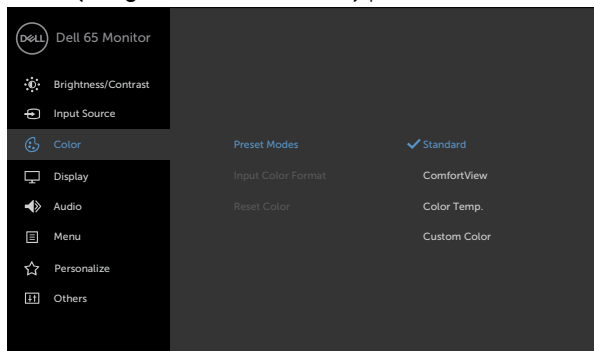 DELL Dell 65 Monitor
Brightness/Contrast
Input Source
Color Preset Modes Standard
Display Input Color Format ComfortView
Audio Reset Color Color Temp.
Menu Custom Color
Personalize
Others